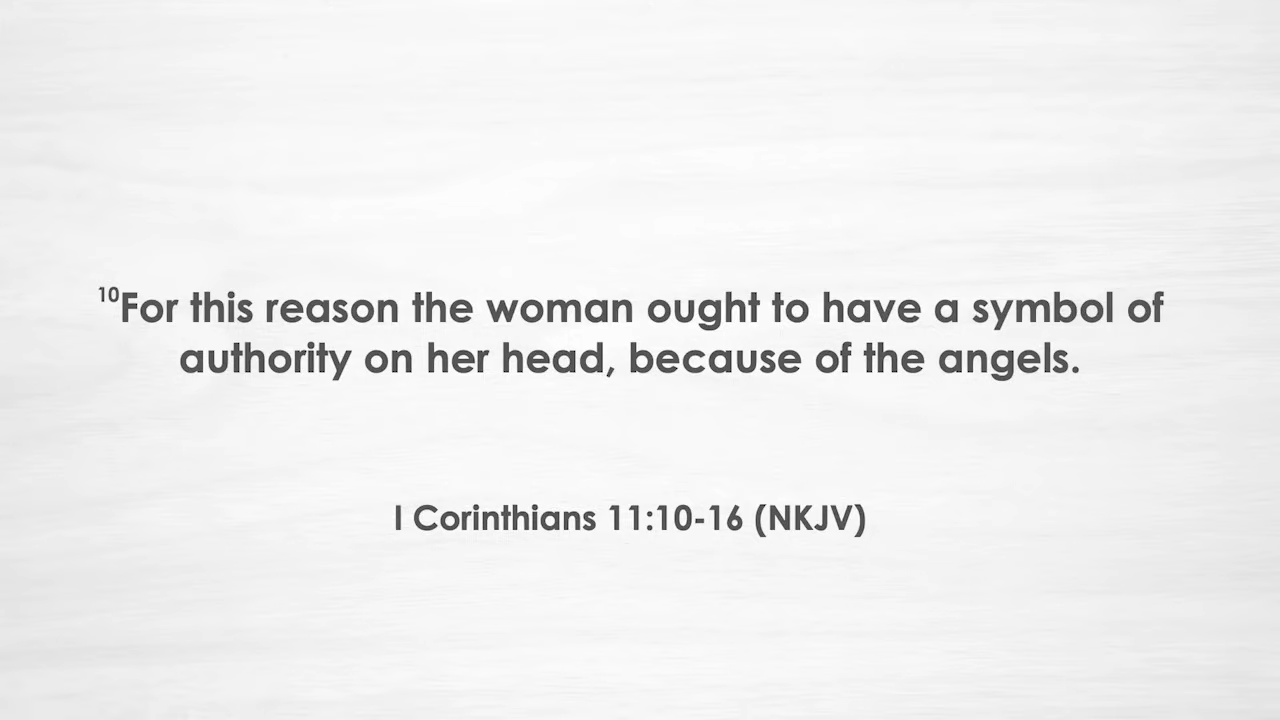 10For this reason the woman ought to have a symbol of
authority on her head, because of the angels.
I Corinthians 11:10-16 (NKJV)